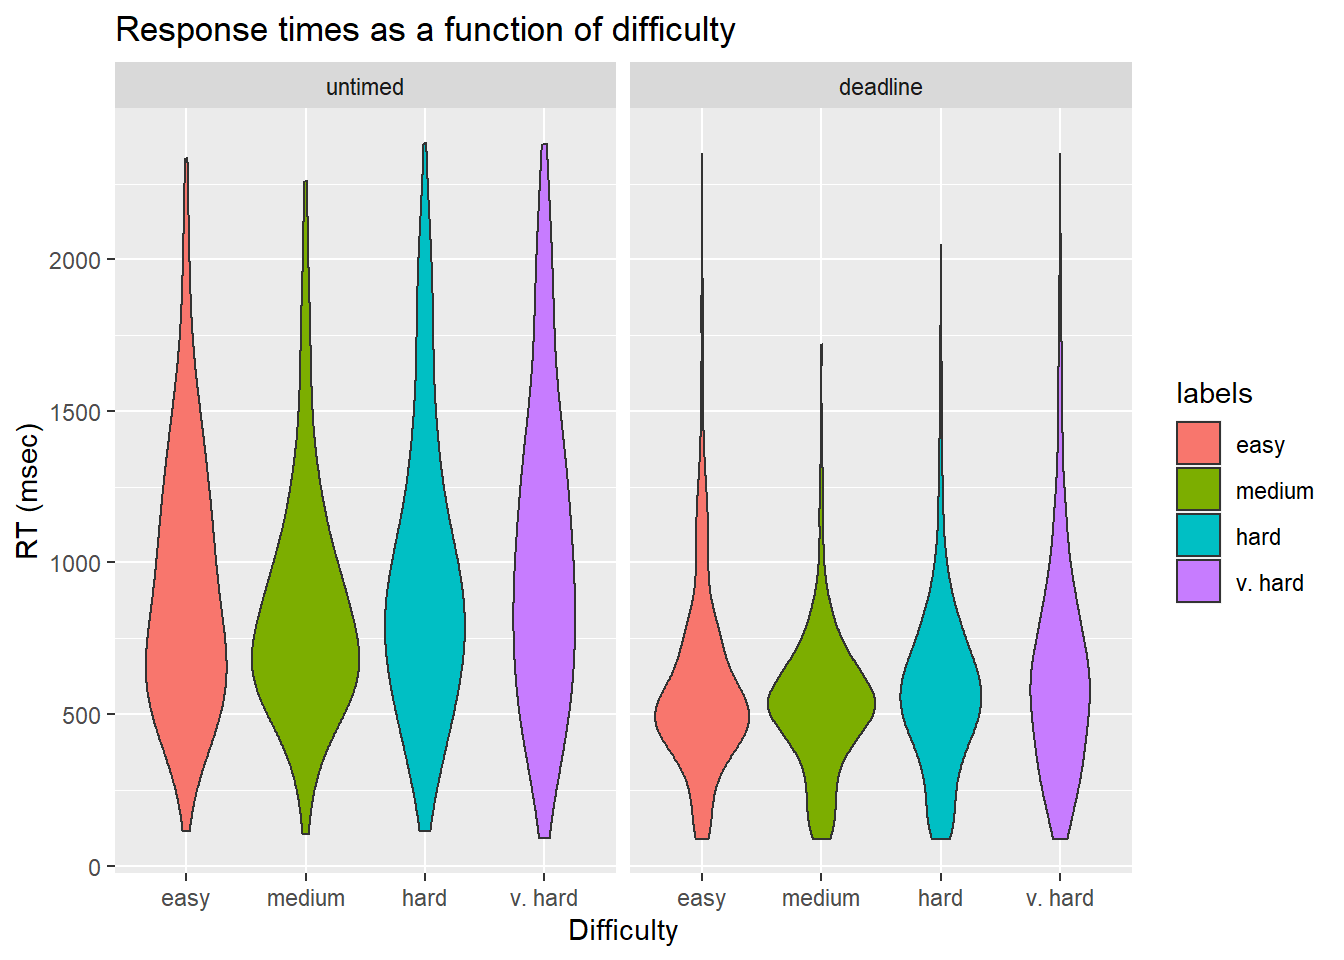 Response times as a function of difficulty
untimed
deadline
RT (msec)
2000
1500
1000
500
0
easy medium hard v. hard
easy medium hard v. hard
Difficulty
labels
easy
medium
hard
v. hard